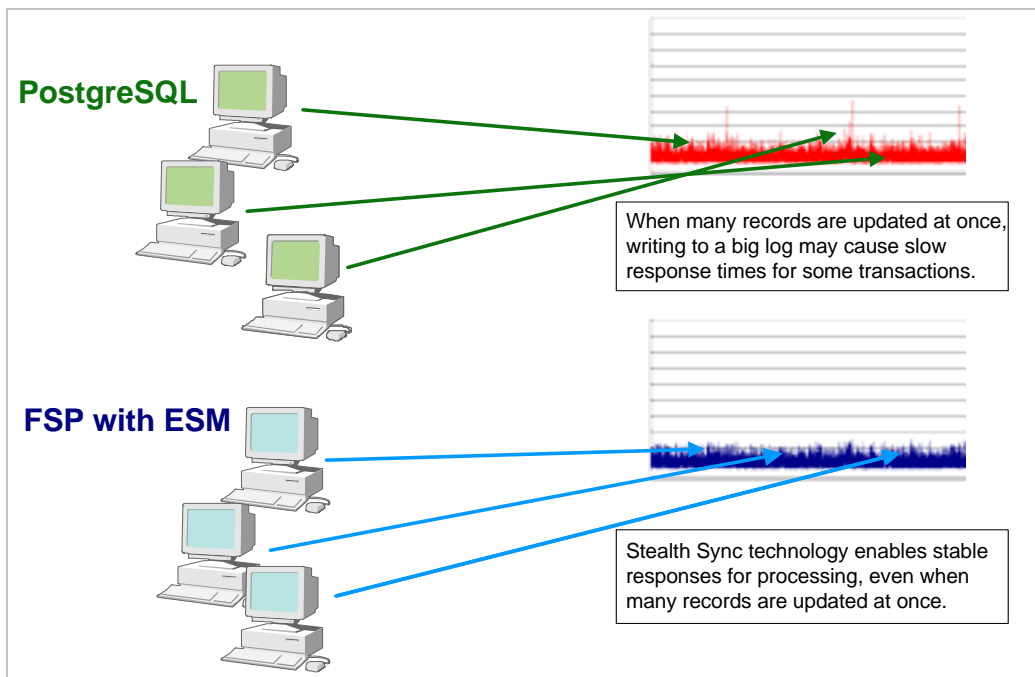 PostgreSQL
When many records are updated at once,
writing to a big log may cause slow
response times for some transactions.
FSP with ESM
Stealth Sync technology enables stable
responses for processing, even when
many records are updated at once.